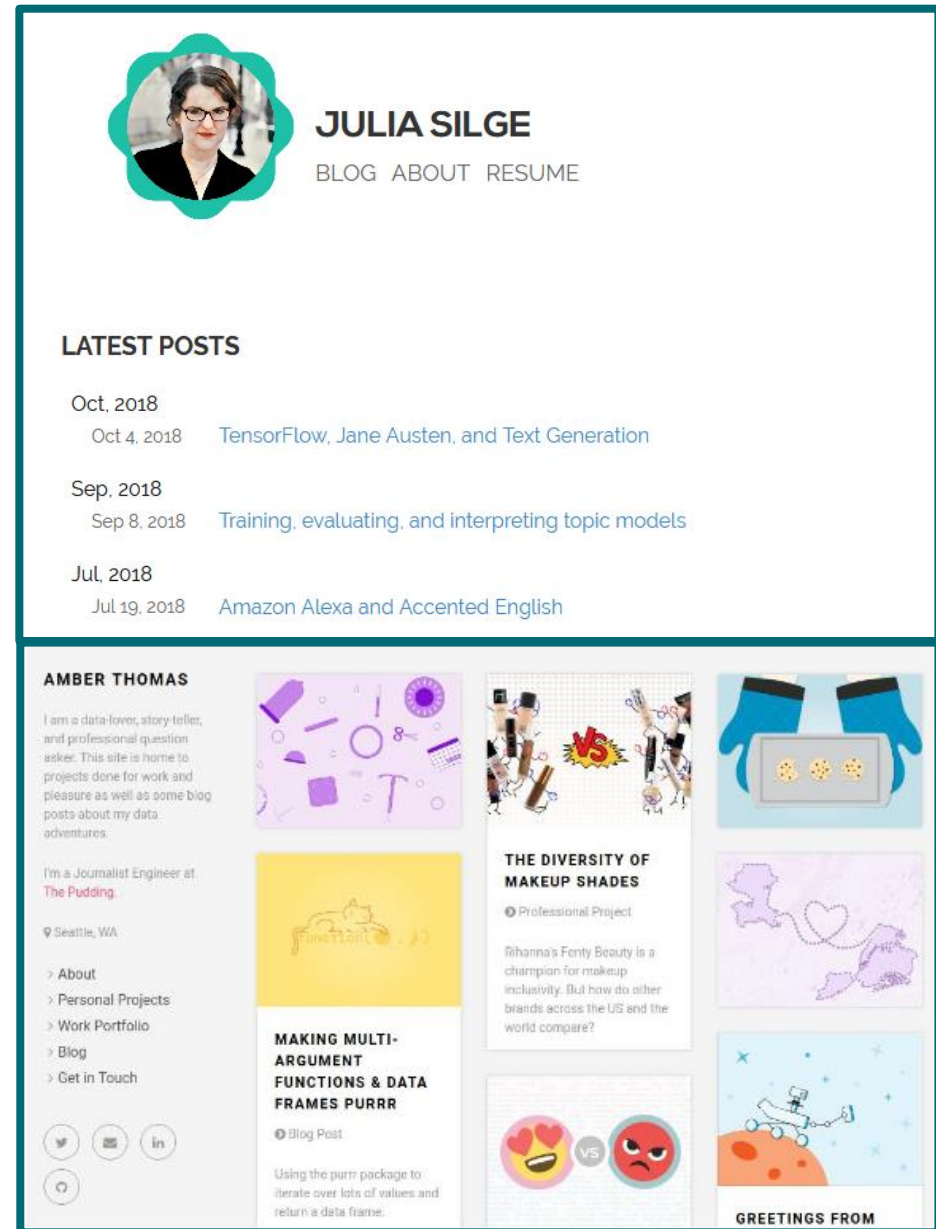 JULIA SILGE
BLOG ABOUT RESUME
LATEST POSTS
Oct, 2018
Oct 4, 2018 TensorFlow, Jane Austen, and Text Generation
Sep, 2018
Sep 8, 2018 Training, evaluating, and interpreting topic models
Jul, 2018
Jul 19, 2018 Amazon Alexa and Accented English
AMBER THOMAS
I am a data-lover, story-teller,
and professional question
asker. This site is home to
projects done for work and
pleasure as well as some blog
posts about my data
adventures.
I'm a Journalist Engineer at
The Pudding.
Seattle, WA
> About
> Personal Projects
> Work Portfolio
> Blog
> Get in Touch
in
MAKING MULTI-
ARGUMENT
FUNCTIONS & DATA
FRAMES PURRR
Blog Post
Using the purrr package to
iterate over lots of values and
return a data frame.
VS
THE DIVERSITY OF
MAKEUP SHADES
Professional Project
Rihanna's Fenty Beauty is a
champion for makeup
inclusivity. But how do other
brands across the US and the
world compare?
VS
GREETINGS FROM